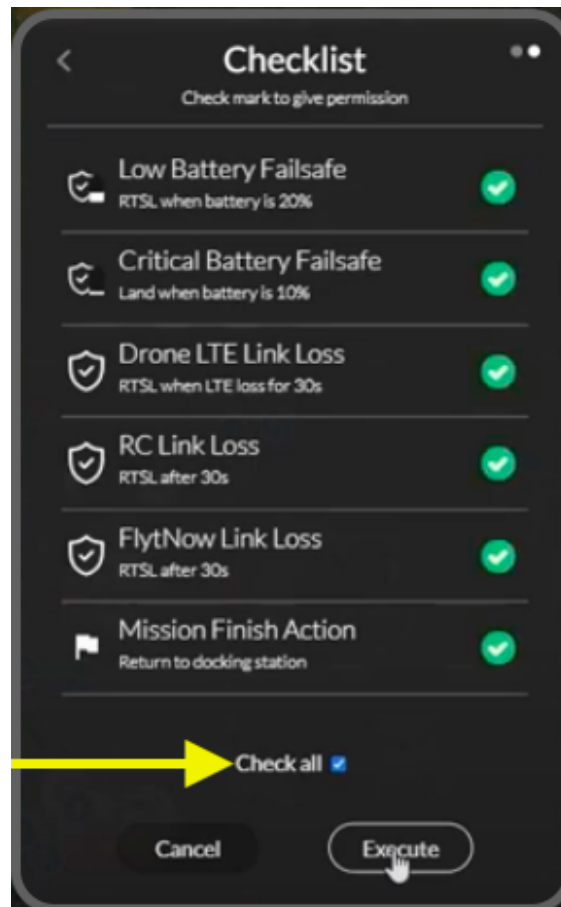 Checklist
Check mark to give permission
Low Battery Failsafe
RTSL when battery is 20%
Critical Battery Failsafe
Land when battery is 10%
Drone LTE Link Loss
RTSL when LTE loss for 30s
RC Link Loss
RTSL after 30s
FlytNow Link Loss
RTSL after 30s
Mission Finish Action
Return to docking station
Check all
Cancel
Execute